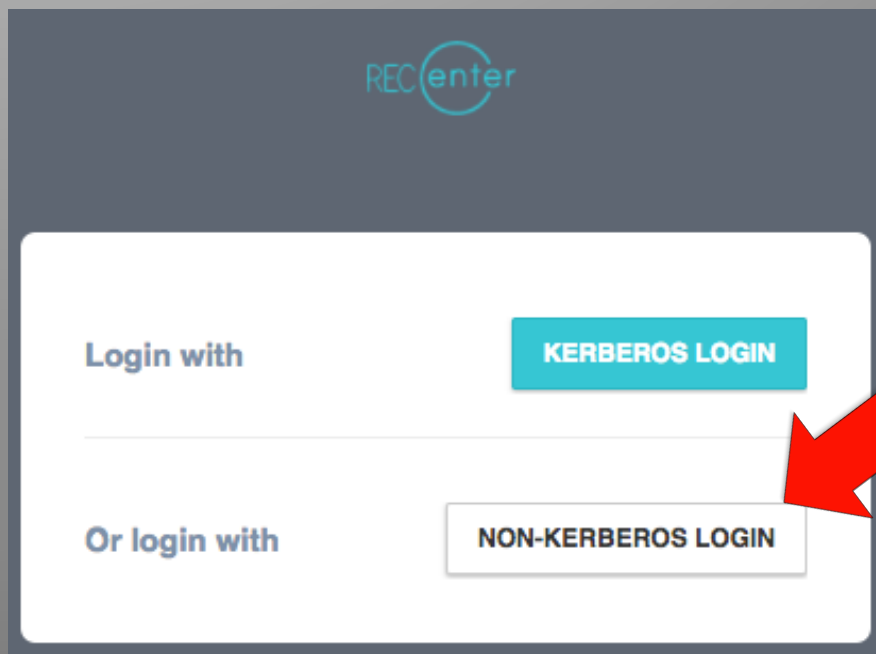 RECenter
Login with
KERBEROS LOGIN
Or login with
NON-KERBEROS LOGIN